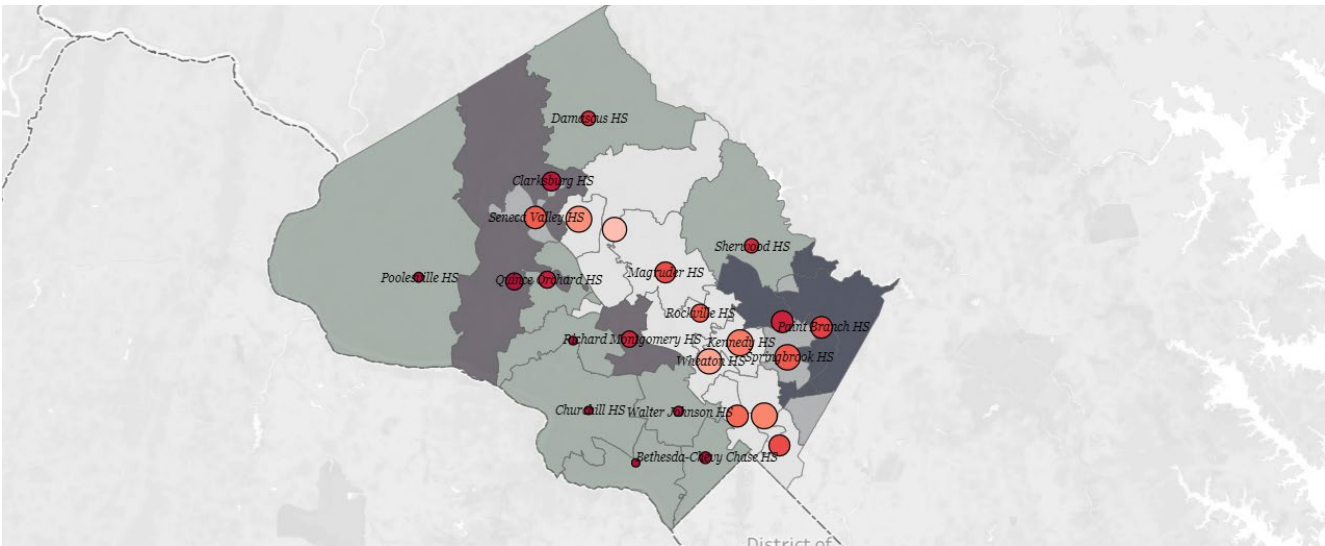 Damascus HS
Clarksburg HS
Seneca Valley HS
Sherwood HS
Poolesville HS
Quince Orchard HS
Magruder HS
Rockville HS
Paint Branch HS
Richard Montgomery HS
Kennedy HS
Wheaton HS
Springbrook HS
Churchill HS
Walter Johnson HS
Bethesda-Chevy Chase HS
District of